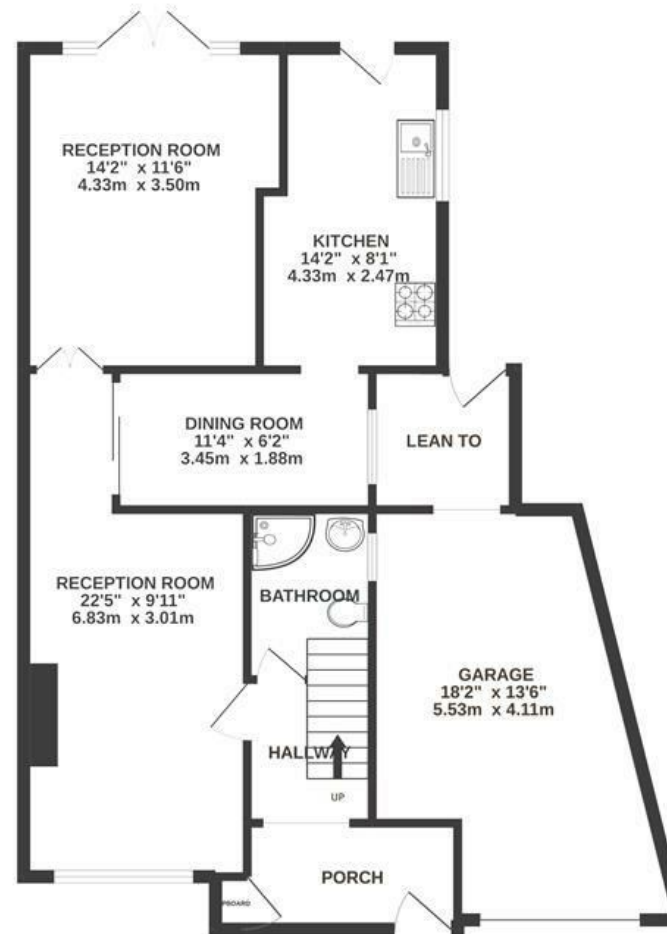 RECEPTION ROOM
14'2" x 11'6"
4.33m x 3.50m
KITCHEN
14'2" x 8'1"
4.33m x 2.47m
DINING ROOM
11'4" x 6'2"
3.45m x 1.88m
LEAN TO
RECEPTION ROOM
22'5" x 9'11"
6.83m x 3.01m
BATHROOM
GARAGE
18'2" x 13'6"
5.53m x 4.11m
HALLWAY
UP
PORCH
PBOARD